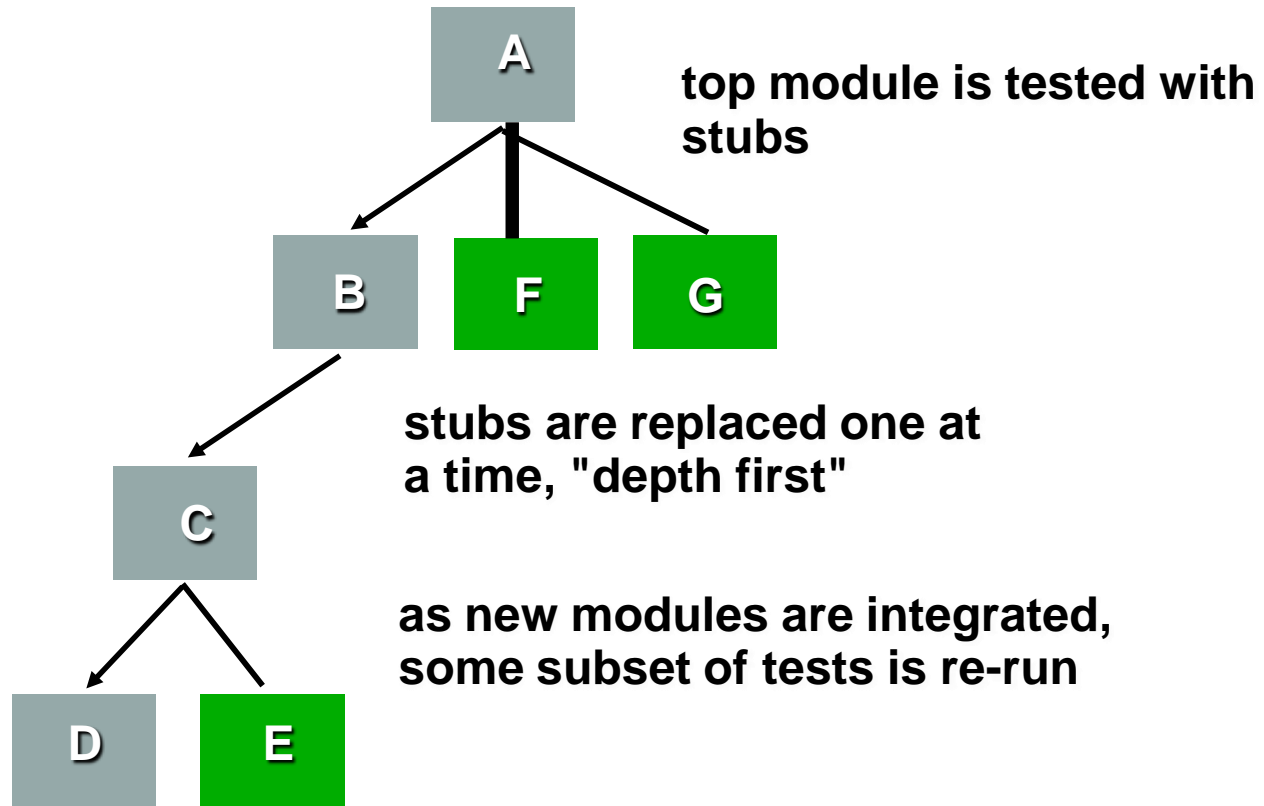 A
top module is tested with
stubs
B
F
G
stubs are replaced one at
a time, "depth first"
C
as new modules are integrated,
some subset of tests is re-run
D
E